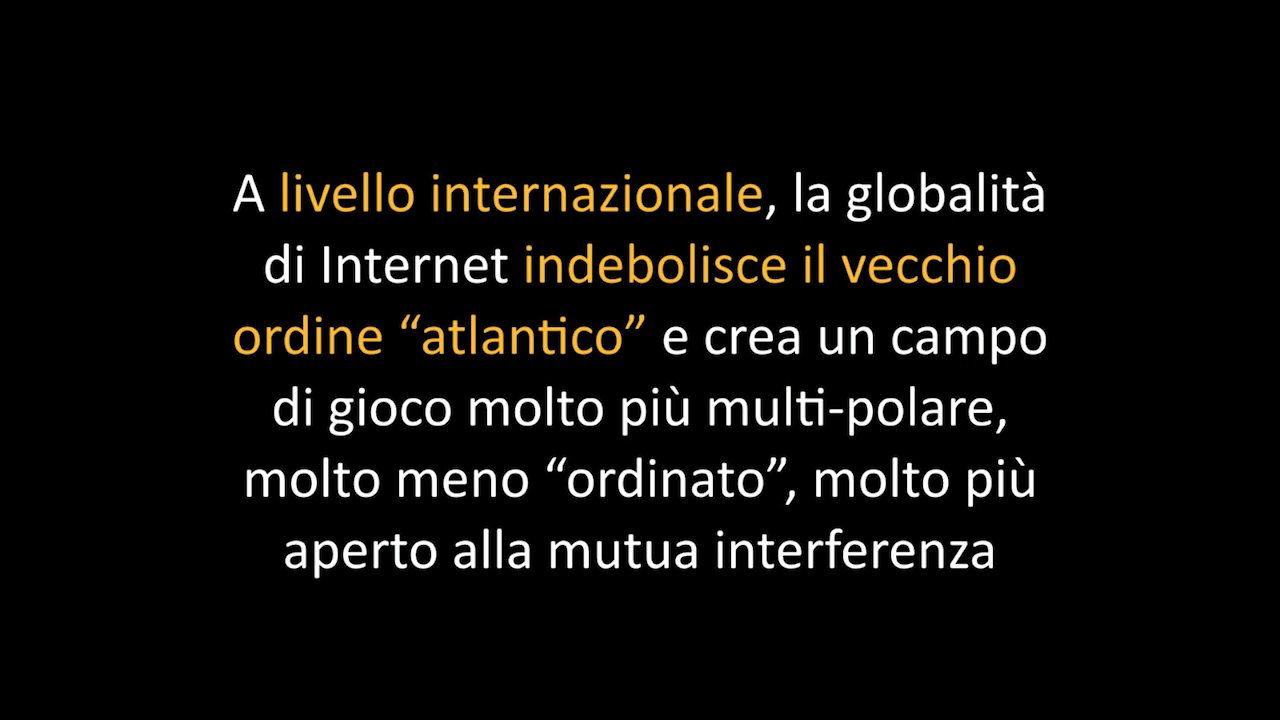 A livello internazionale, la globalità
di Internet indebolisce il vecchio
ordine “atlantico” e crea un campo
di gioco molto più multi-polare,
molto meno “ordinato”, molto più
aperto alla mutua interferenza